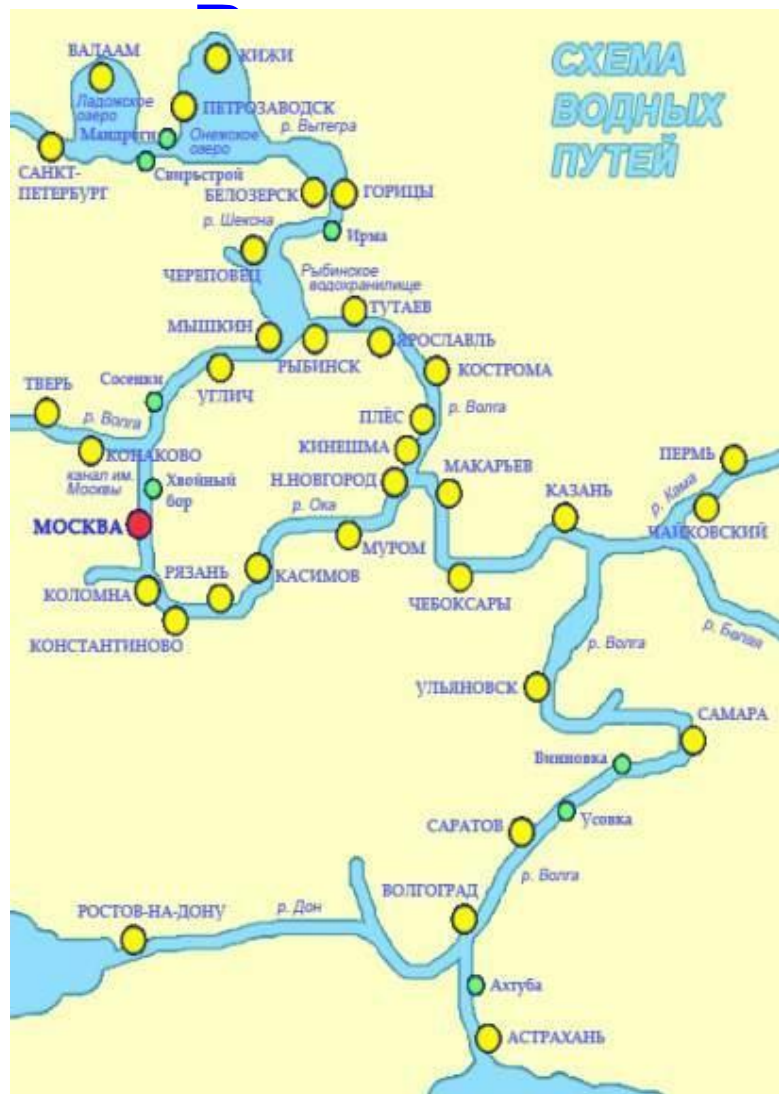 СХЕМА
ВОДНЫХ
ПУТЕЙ
ВАЛААМ
КИЖИ
Ладожское
озеро
ПЕТРОЗАВОДСК
Мандроги
Онежское
озеро
р. Вытегра
САНКТ-
ПЕТЕРБУРГ
Свирьстрой
БЕЛОЗЕРСК
ГОРИЦЫ
р. Шексна
Ирма
ЧЕРЕПОВЕЦ
Рыбинское
водохранилище
ТУТАЕВ
МЫШКИН
РЫБИНСК
ЯРОСЛАВЛЬ
УГЛИЧ
КОСТРОМА
ТВЕРЬ
Сосенки
р. Волга
ПЛЁС
р. Волга
КОНАКОВО
КИНЕШМА
канал им.
Москвы
Хвойный
бор
Н.НОВГОРОД
МАКАРЬЕВ
ПЕРМЬ
КАЗАНЬ
р. Кама
МОСКВА
р. Ока
МУРОМ
ЧАЙКОВСКИЙ
РЯЗАНЬ
КАСИМОВ
КОЛОМНА
ЧЕБОКСАРЫ
КОНСТАНТИНОВО
р. Волга
р. Белая
УЛЬЯНОВСК
САМАРА
Винновка
САРАТОВ
Усовка
р. Волга
ВОЛГОГРАД
РОСТОВ-НА-ДОНУ
р. Дон
Ахтуба
АСТРАХАНЬ